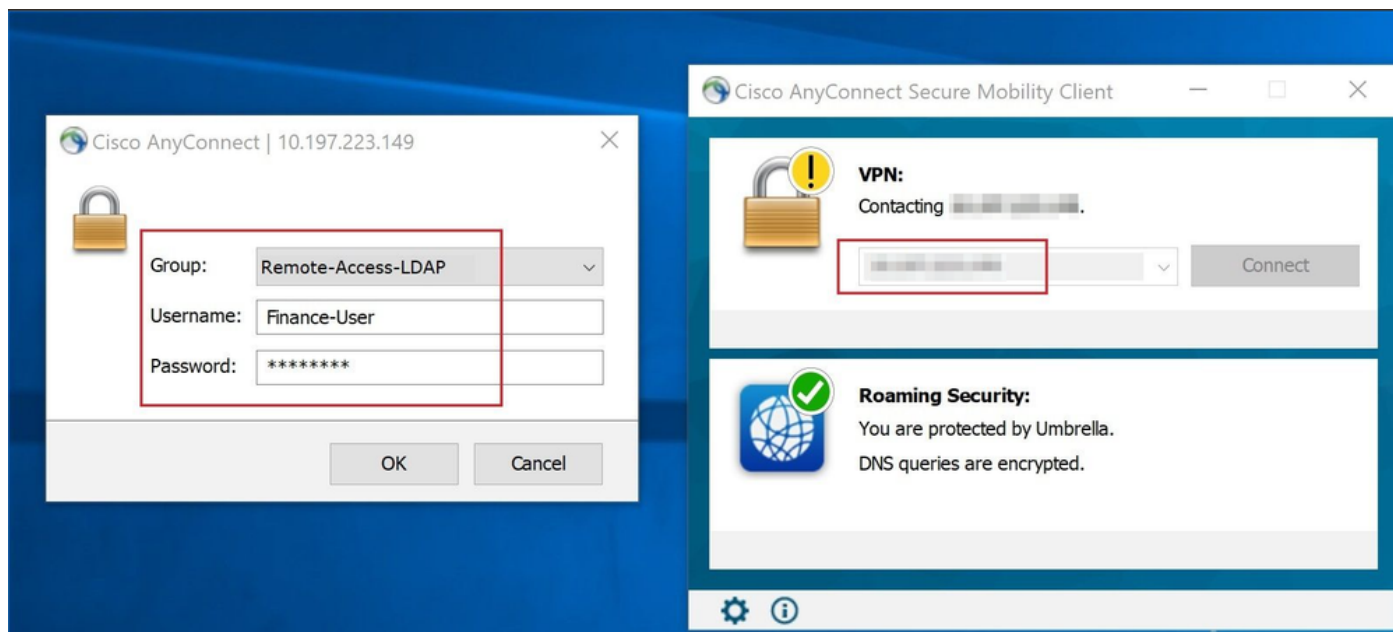 Cisco AnyConnect | 10.197.223.149
Group: Remote-Access-LDAP
Username: Finance-User
Password: ********
OK Cancel
Cisco AnyConnect Secure Mobility Client
VPN:
Contacting .
Connect
Roaming Security:
You are protected by Umbrella.
DNS queries are encrypted.